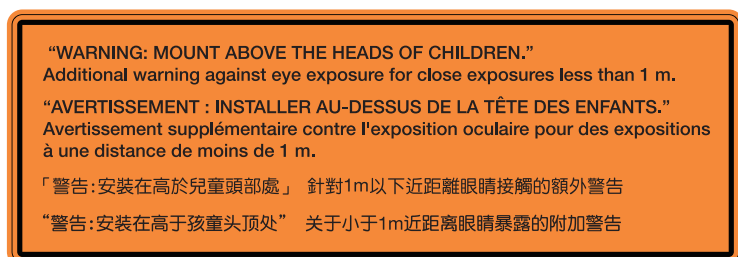 “WARNING: MOUNT ABOVE THE HEADS OF CHILDREN.”
Additional warning against eye exposure for close exposures less than 1 m.
“AVERTISSEMENT : INSTALLER AU-DESSUS DE LA TÊTE DES ENFANTS.”
Avertissement supplémentaire contre l'exposition oculaire pour des expositions
à une distance de moins de 1 m.
「警告:安裝在高於兒童頭部處」 針對1m以下近距離眼睛接觸的額外警告
“警告:安装在高于孩童头顶处” 关于小于1m近距离眼睛暴露的附加警告